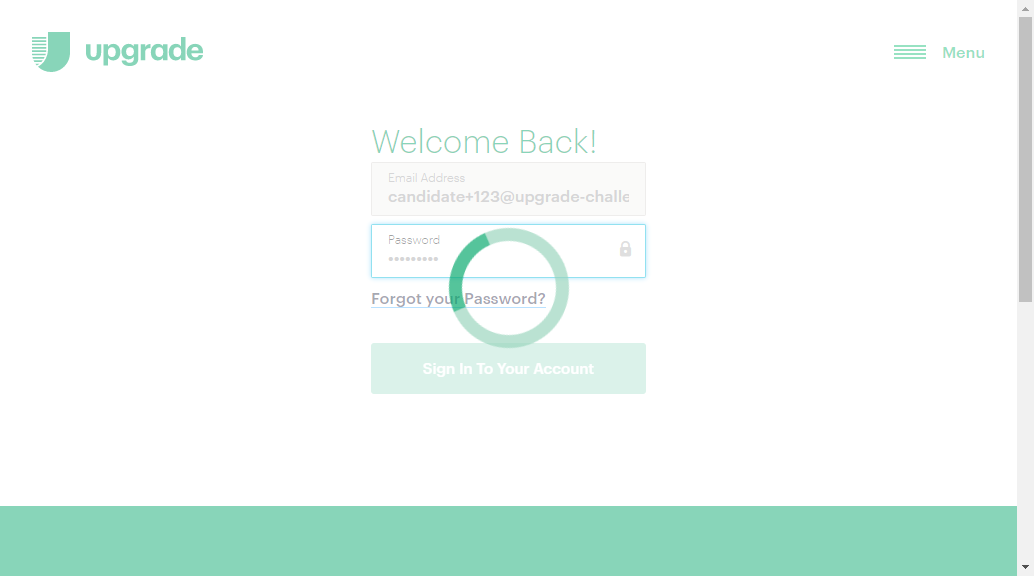 upgrade
Menu
Welcome Back!
Email Address
candidate+123@upgrade-challe
Password
Forgot your Password?
Sign In To Your Account